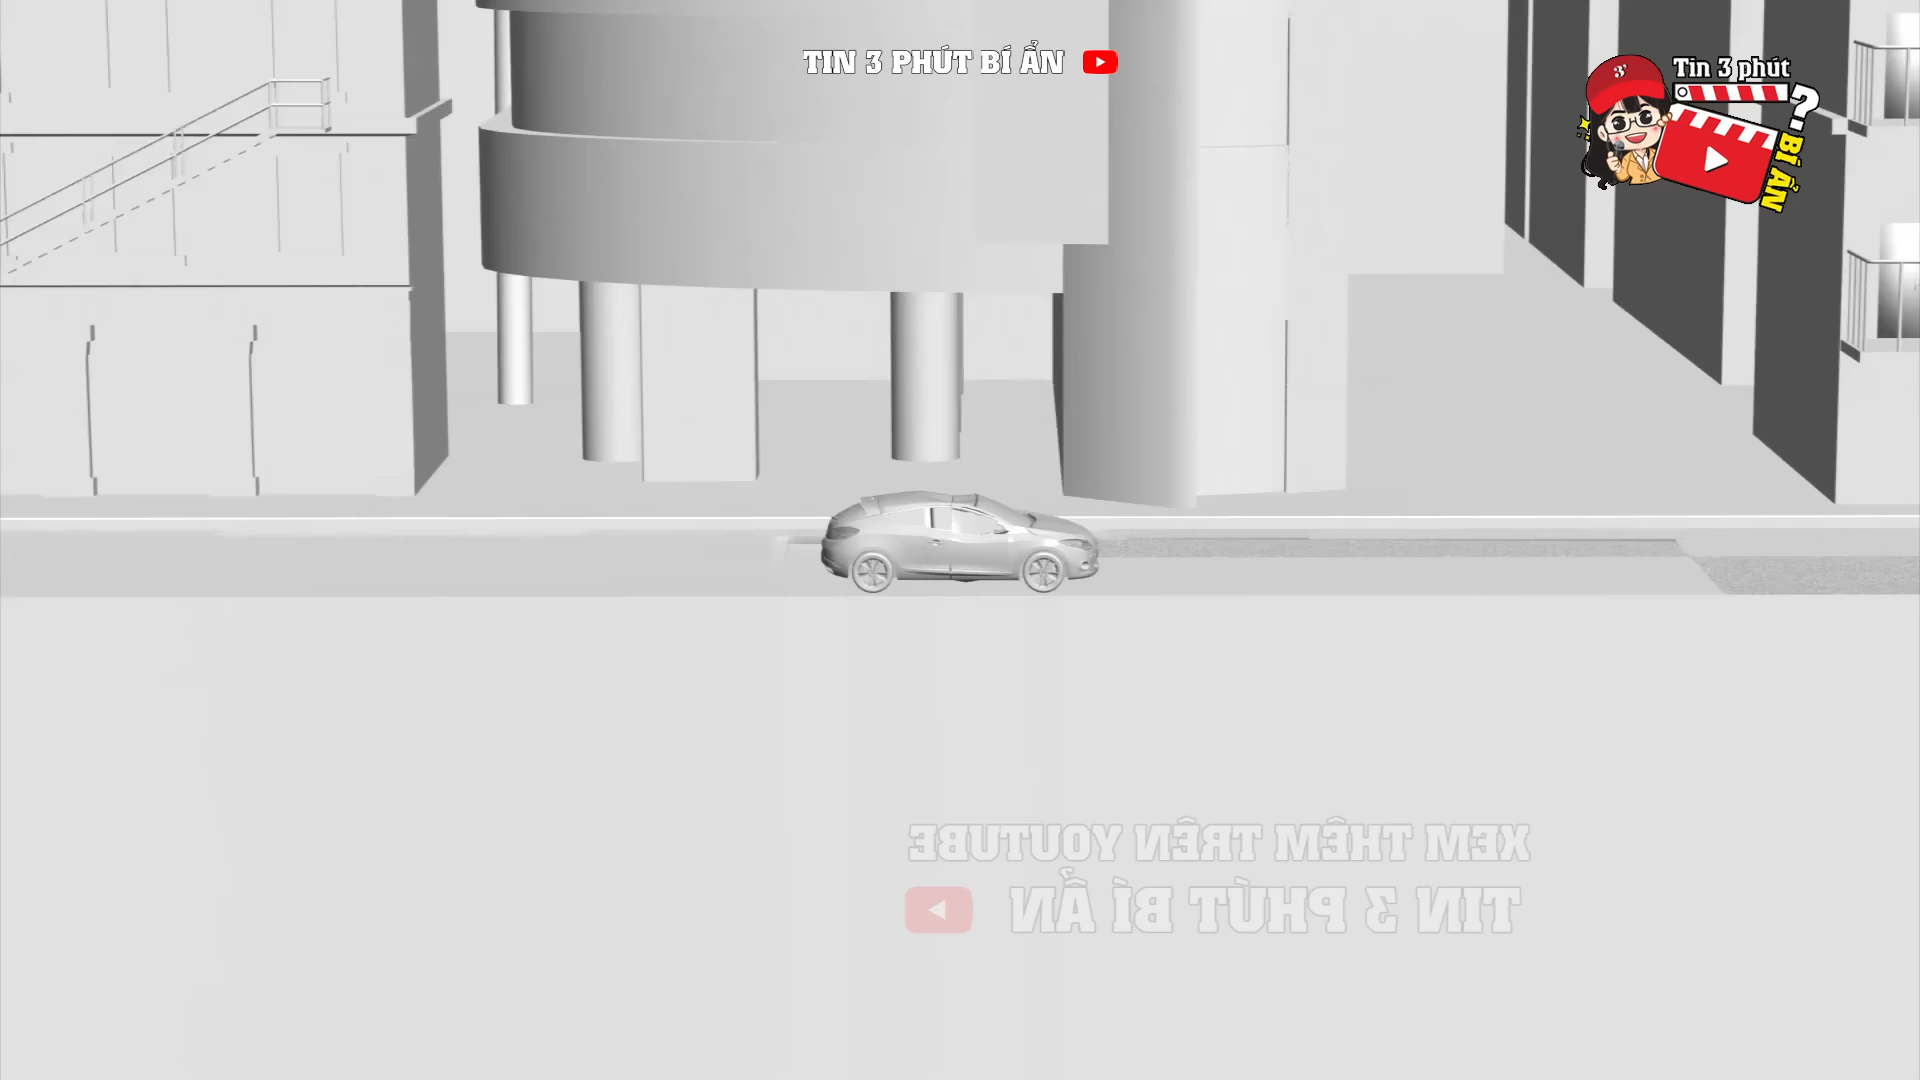 TIN 3 PHÚT BÍ ẨN
3'
Tin 3 phút
?
BÍ ẨN
XEM THÊM TRÊN YOUTUBE
TIN 3 PHÚT BÍ ẨN